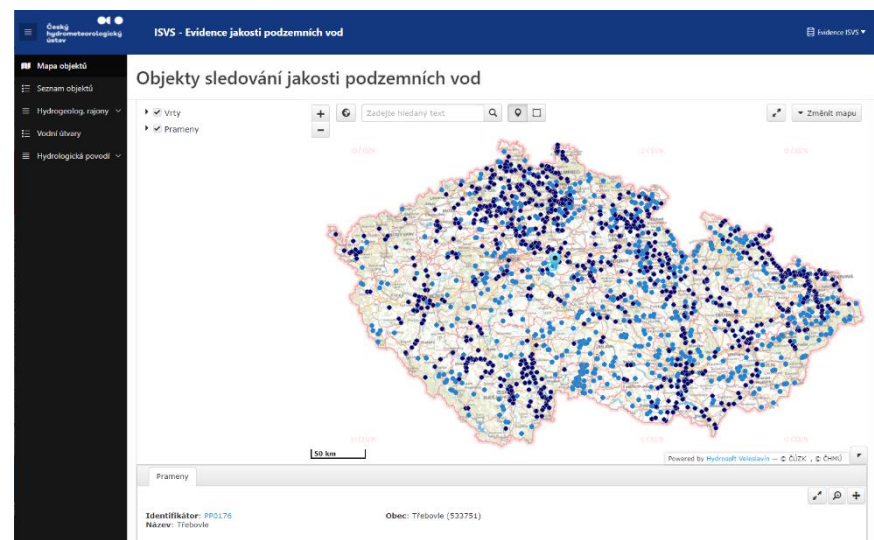 Český
hydrometeorologický
ústav
ISVS - Evidence jakosti podzemních vod
Evidence ISVS
Mapa objektů
Seznam objektů
Hydrogeolog. rajony
Vodní útvary
Hydrologická povodí
Objekty sledování jakosti podzemních vod
Vrty
Prameny
Zadejte hledaný text
Změnit mapu
50 km
Powered by Hydrosoft Veleslavín — © ČÚZK , © ČHMÚ
Prameny
Identifikátor: PP0176
Obec: Třebovle (533751)
Název: Třebovle